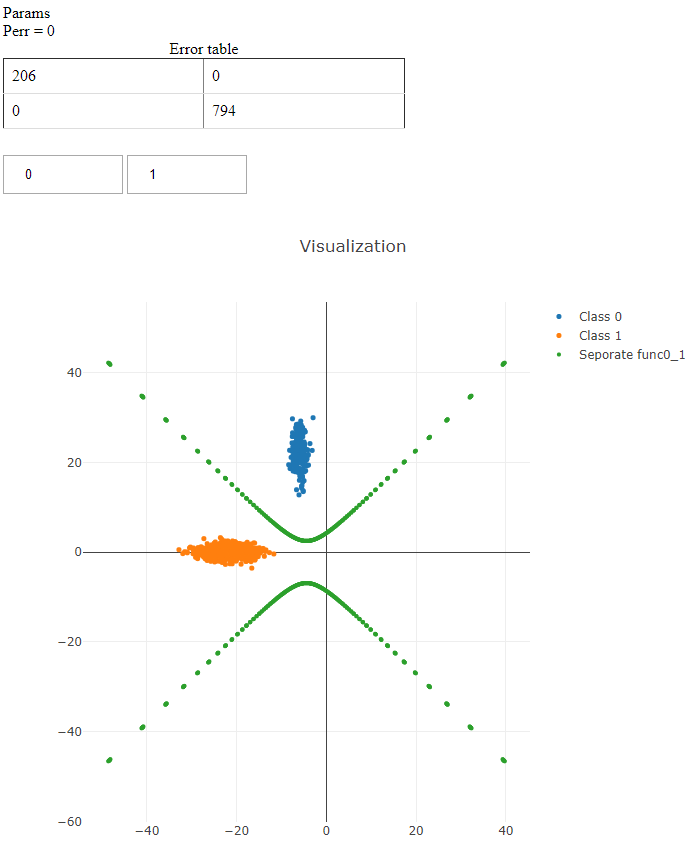 Params
Perr = 0
Error table
206 0
0 794
0 1
Visualization
Class 0
Class 1
Seporate func0_1
40
20
0
−20
−40
−60
−40 −20 0 20 40